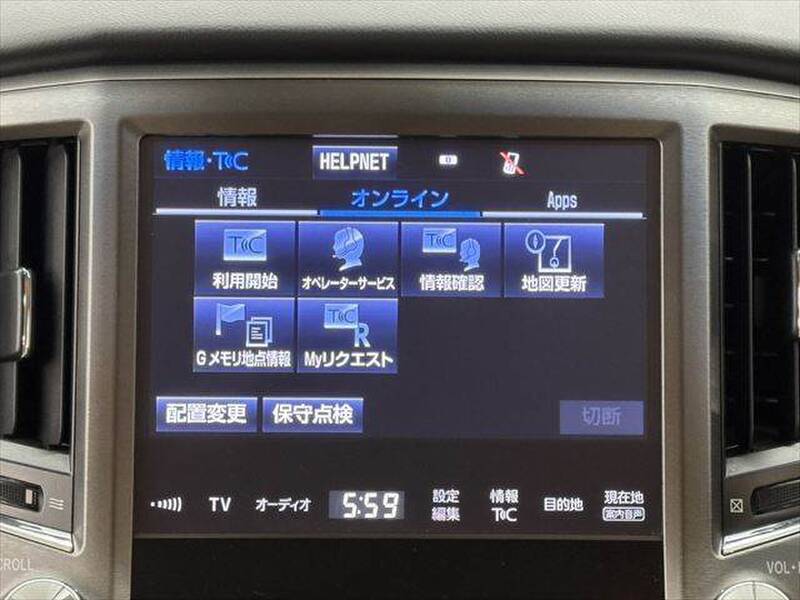 情報・T C
HELPNET
情報
オンライン
Apps
T C
利用開始
オペレーターサービス
T C
情報確認
地図更新
Gメモリ地点情報
T C R
Myリクエスト
配置変更
保守点検
切断
TV
オーディオ
5:59
設定
編集
情報
T C
目的地
現在地
案内音声
SCROLL
VOL